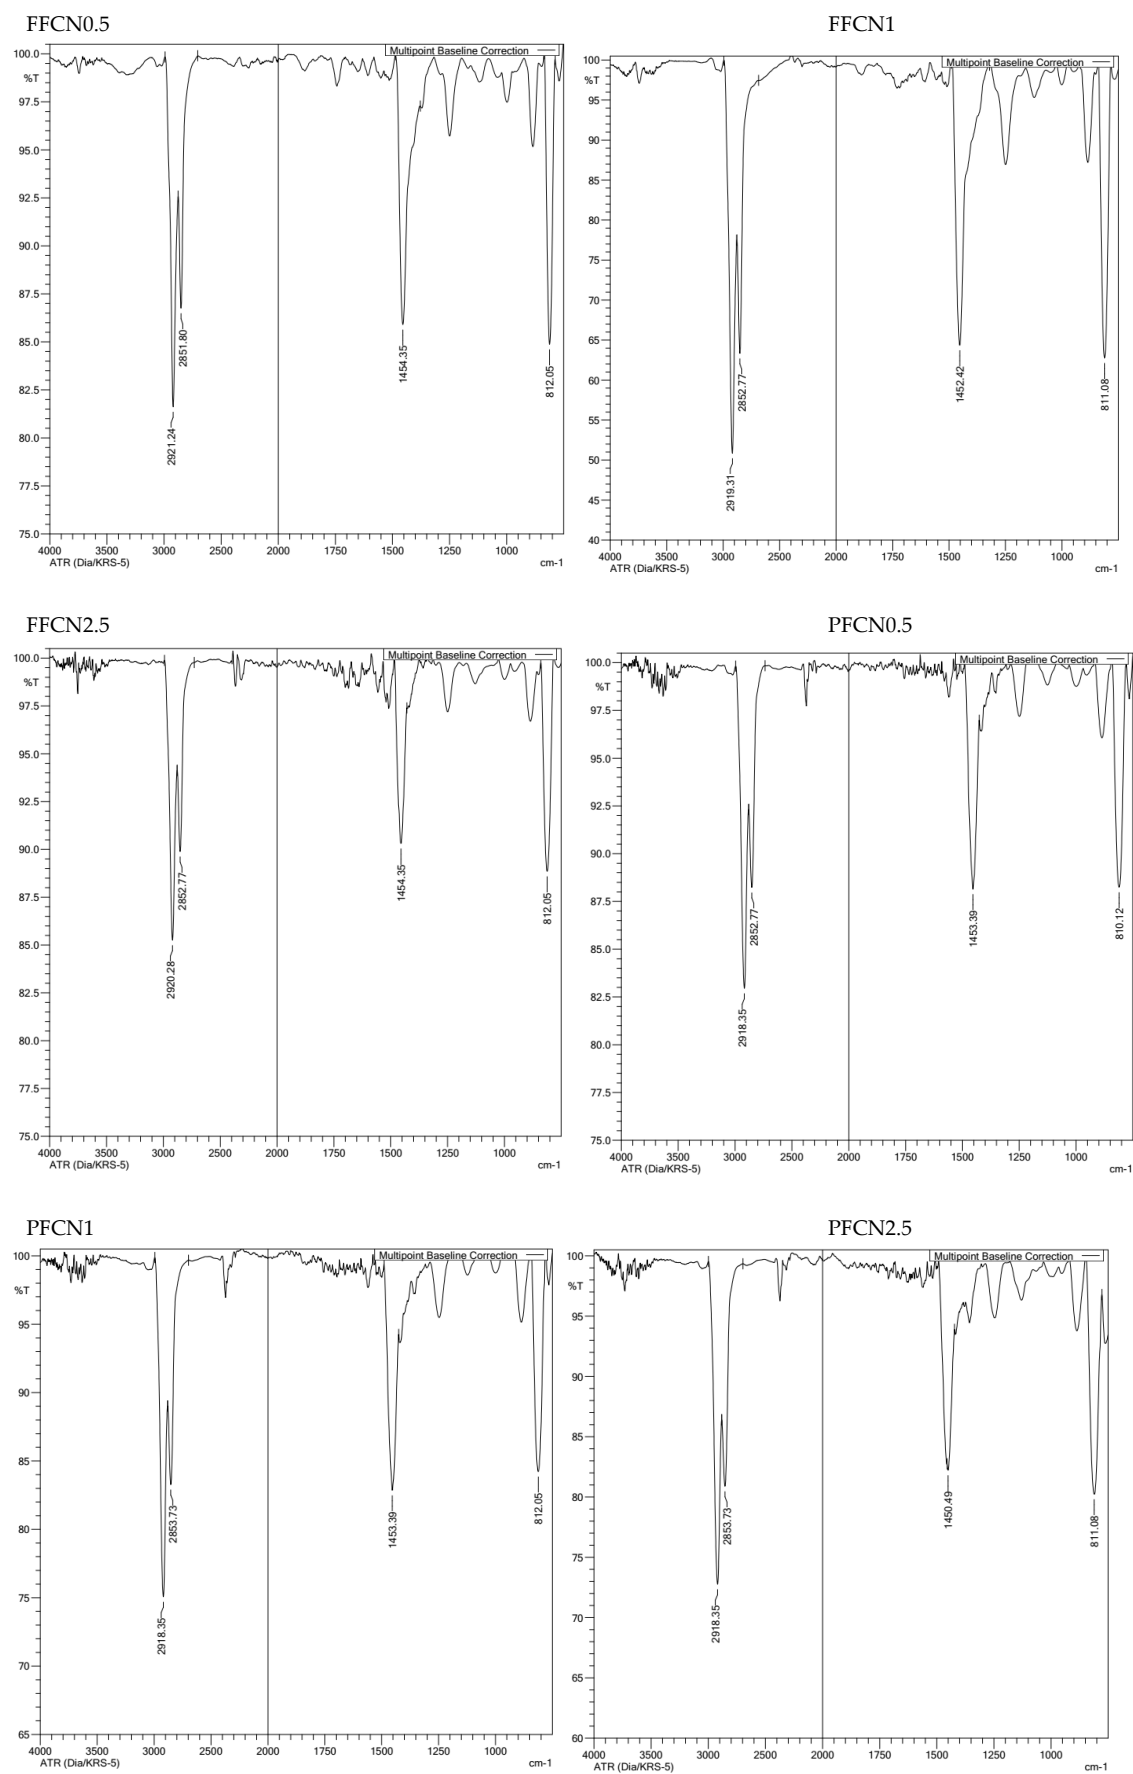 FFCN0.5
FFCN1
Multipoint Baseline Correction
100.0
%T
97.5
95.0
92.5
90.0
87.5
85.0
82.5
80.0
77.5
75.0
2921.24
2851.80
1454.35
812.05
4000 3500 3000 2500 2000 1750 1500 1250 1000
ATR (Dia/KRS-5) cm-1
Multipoint Baseline Correction
100
%T
95
90
85
80
75
70
65
60
55
50
45
40
2919.31
2852.77
1452.42
811.08
4000 3500 3000 2500 2000 1750 1500 1250 1000
ATR (Dia/KRS-5) cm-1
FFCN2.5
PFCN0.5
Multipoint Baseline Correction
100.0
%T
97.5
95.0
92.5
90.0
87.5
85.0
82.5
80.0
77.5
75.0
2920.28
2852.77
1454.35
812.05
4000 3500 3000 2500 2000 1750 1500 1250 1000
ATR (Dia/KRS-5) cm-1
Multipoint Baseline Correction
100.0
%T
97.5
95.0
92.5
90.0
87.5
85.0
82.5
80.0
77.5
75.0
2918.35
2852.77
1453.39
810.12
4000 3500 3000 2500 2000 1750 1500 1250 1000
ATR (Dia/KRS-5) cm-1
PFCN1
PFCN2.5
Multipoint Baseline Correction
100
%T
95
90
85
80
75
70
65
2918.35
2853.73
1453.39
812.05
4000 3500 3000 2500 2000 1750 1500 1250 1000
ATR (Dia/KRS-5) cm-1
Multipoint Baseline Correction
100
%T
95
90
85
80
75
70
65
60
2918.35
2853.73
1450.49
811.08
4000 3500 3000 2500 2000 1750 1500 1250 1000
ATR (Dia/KRS-5) cm-1